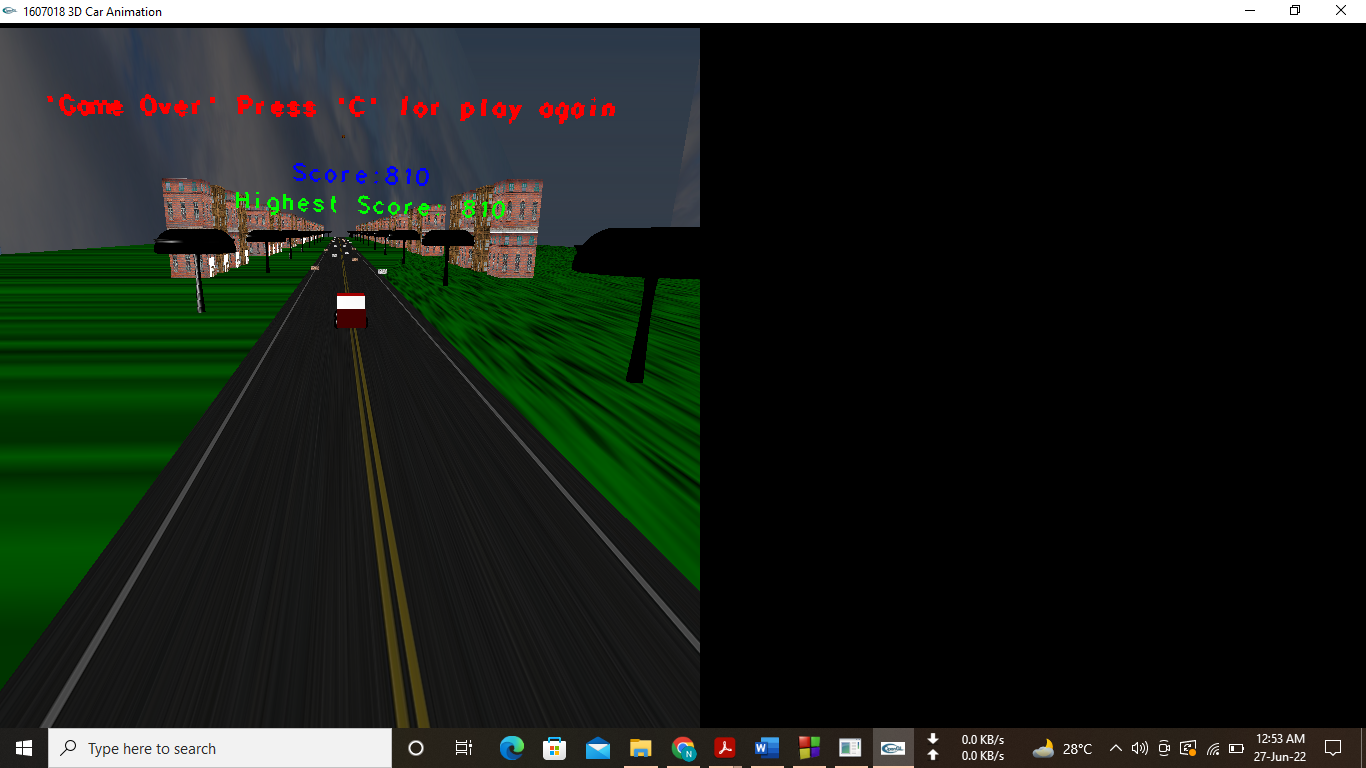 1607018 3D Car Animation
'Game Over' Press 'C' for play again
Score:810
Highest Score: 810
Type here to search
0.0 KB/s
0.0 KB/s
28°C
12:53 AM
27-Jun-22